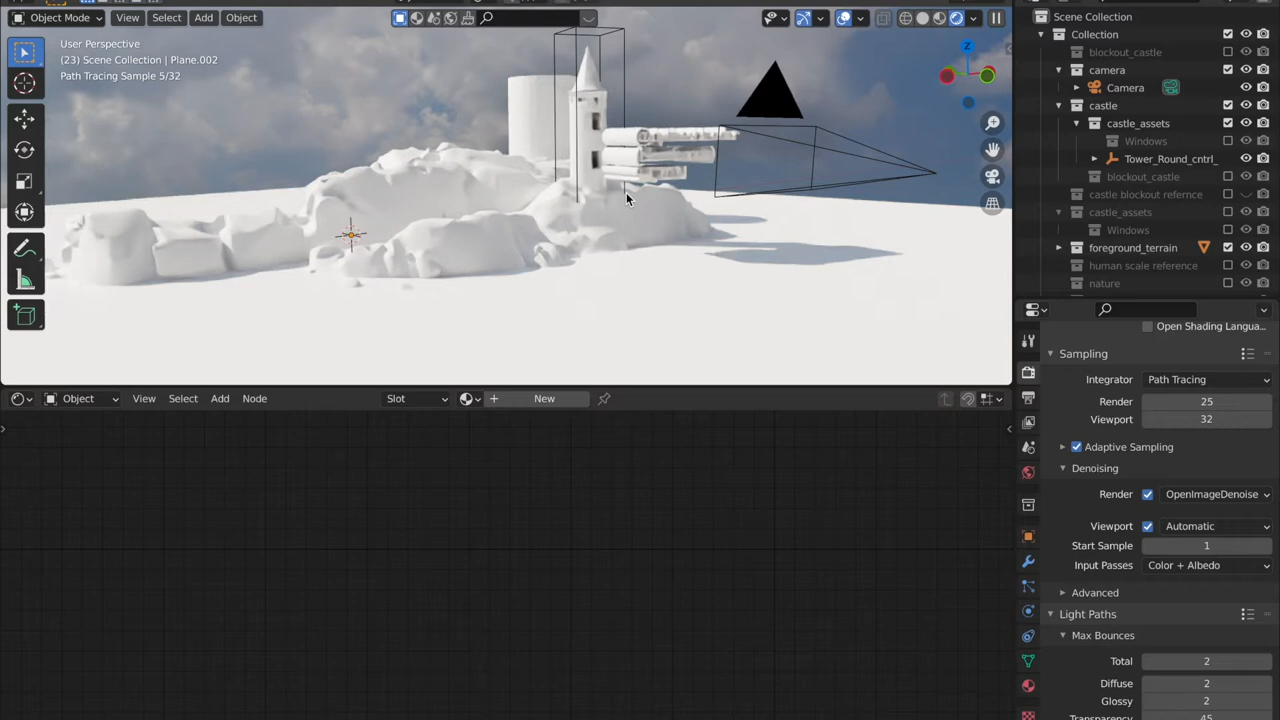 Object Mode View Select Add Object
User Perspective
(23) Scene Collection | Plane.002
Path Tracing Sample 5/32
Z
Scene Collection
Collection
blockout_castle
camera
Camera
castle
castle_assets
Windows
Tower_Round_cntrl_
blockout_castle
castle blockout refernce
castle_assets
Windows
foreground_terrain
human scale reference
nature
Object View Select Add Node Slot New
Open Shading Langua...
Sampling
Integrator Path Tracing
Render 25
Viewport 32
Adaptive Sampling
Denoising
Render OpenImageDenoise
Viewport Automatic
Start Sample 1
Input Passes Color + Albedo
Advanced
Light Paths
Max Bounces
Total 2
Diffuse 2
Glossy 2
Transparency 45